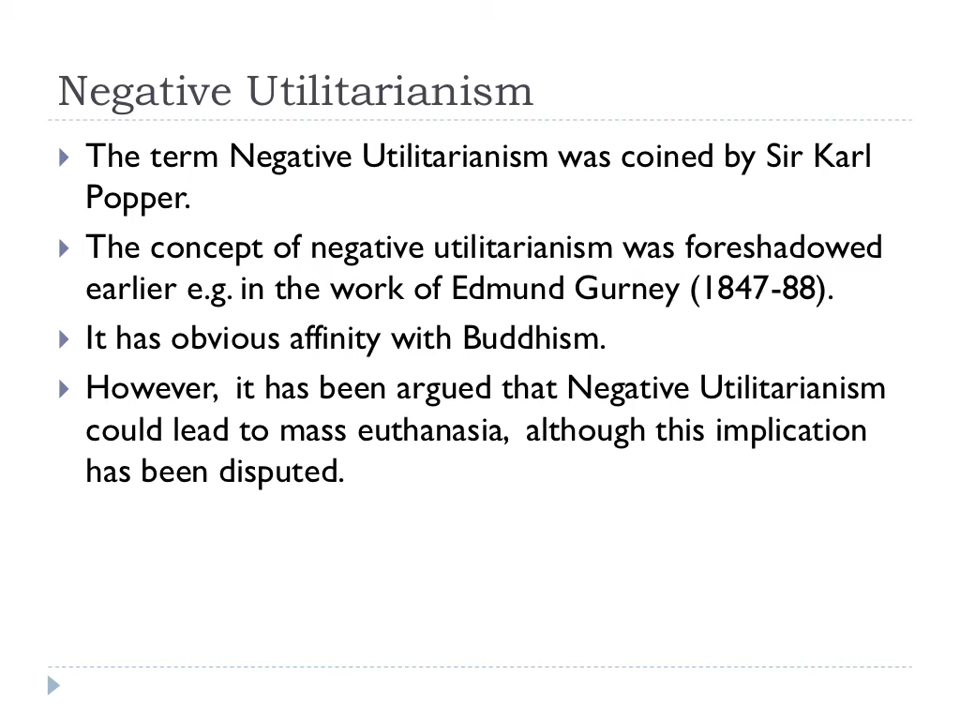 Negative Utilitarianism
The term Negative Utilitarianism was coined by Sir Karl
Popper.
The concept of negative utilitarianism was foreshadowed
earlier e.g. in the work of Edmund Gurney (1847-88).
It has obvious affinity with Buddhism.
However,  it has been argued that Negative Utilitarianism
could lead to mass euthanasia,  although this implication
has been disputed.